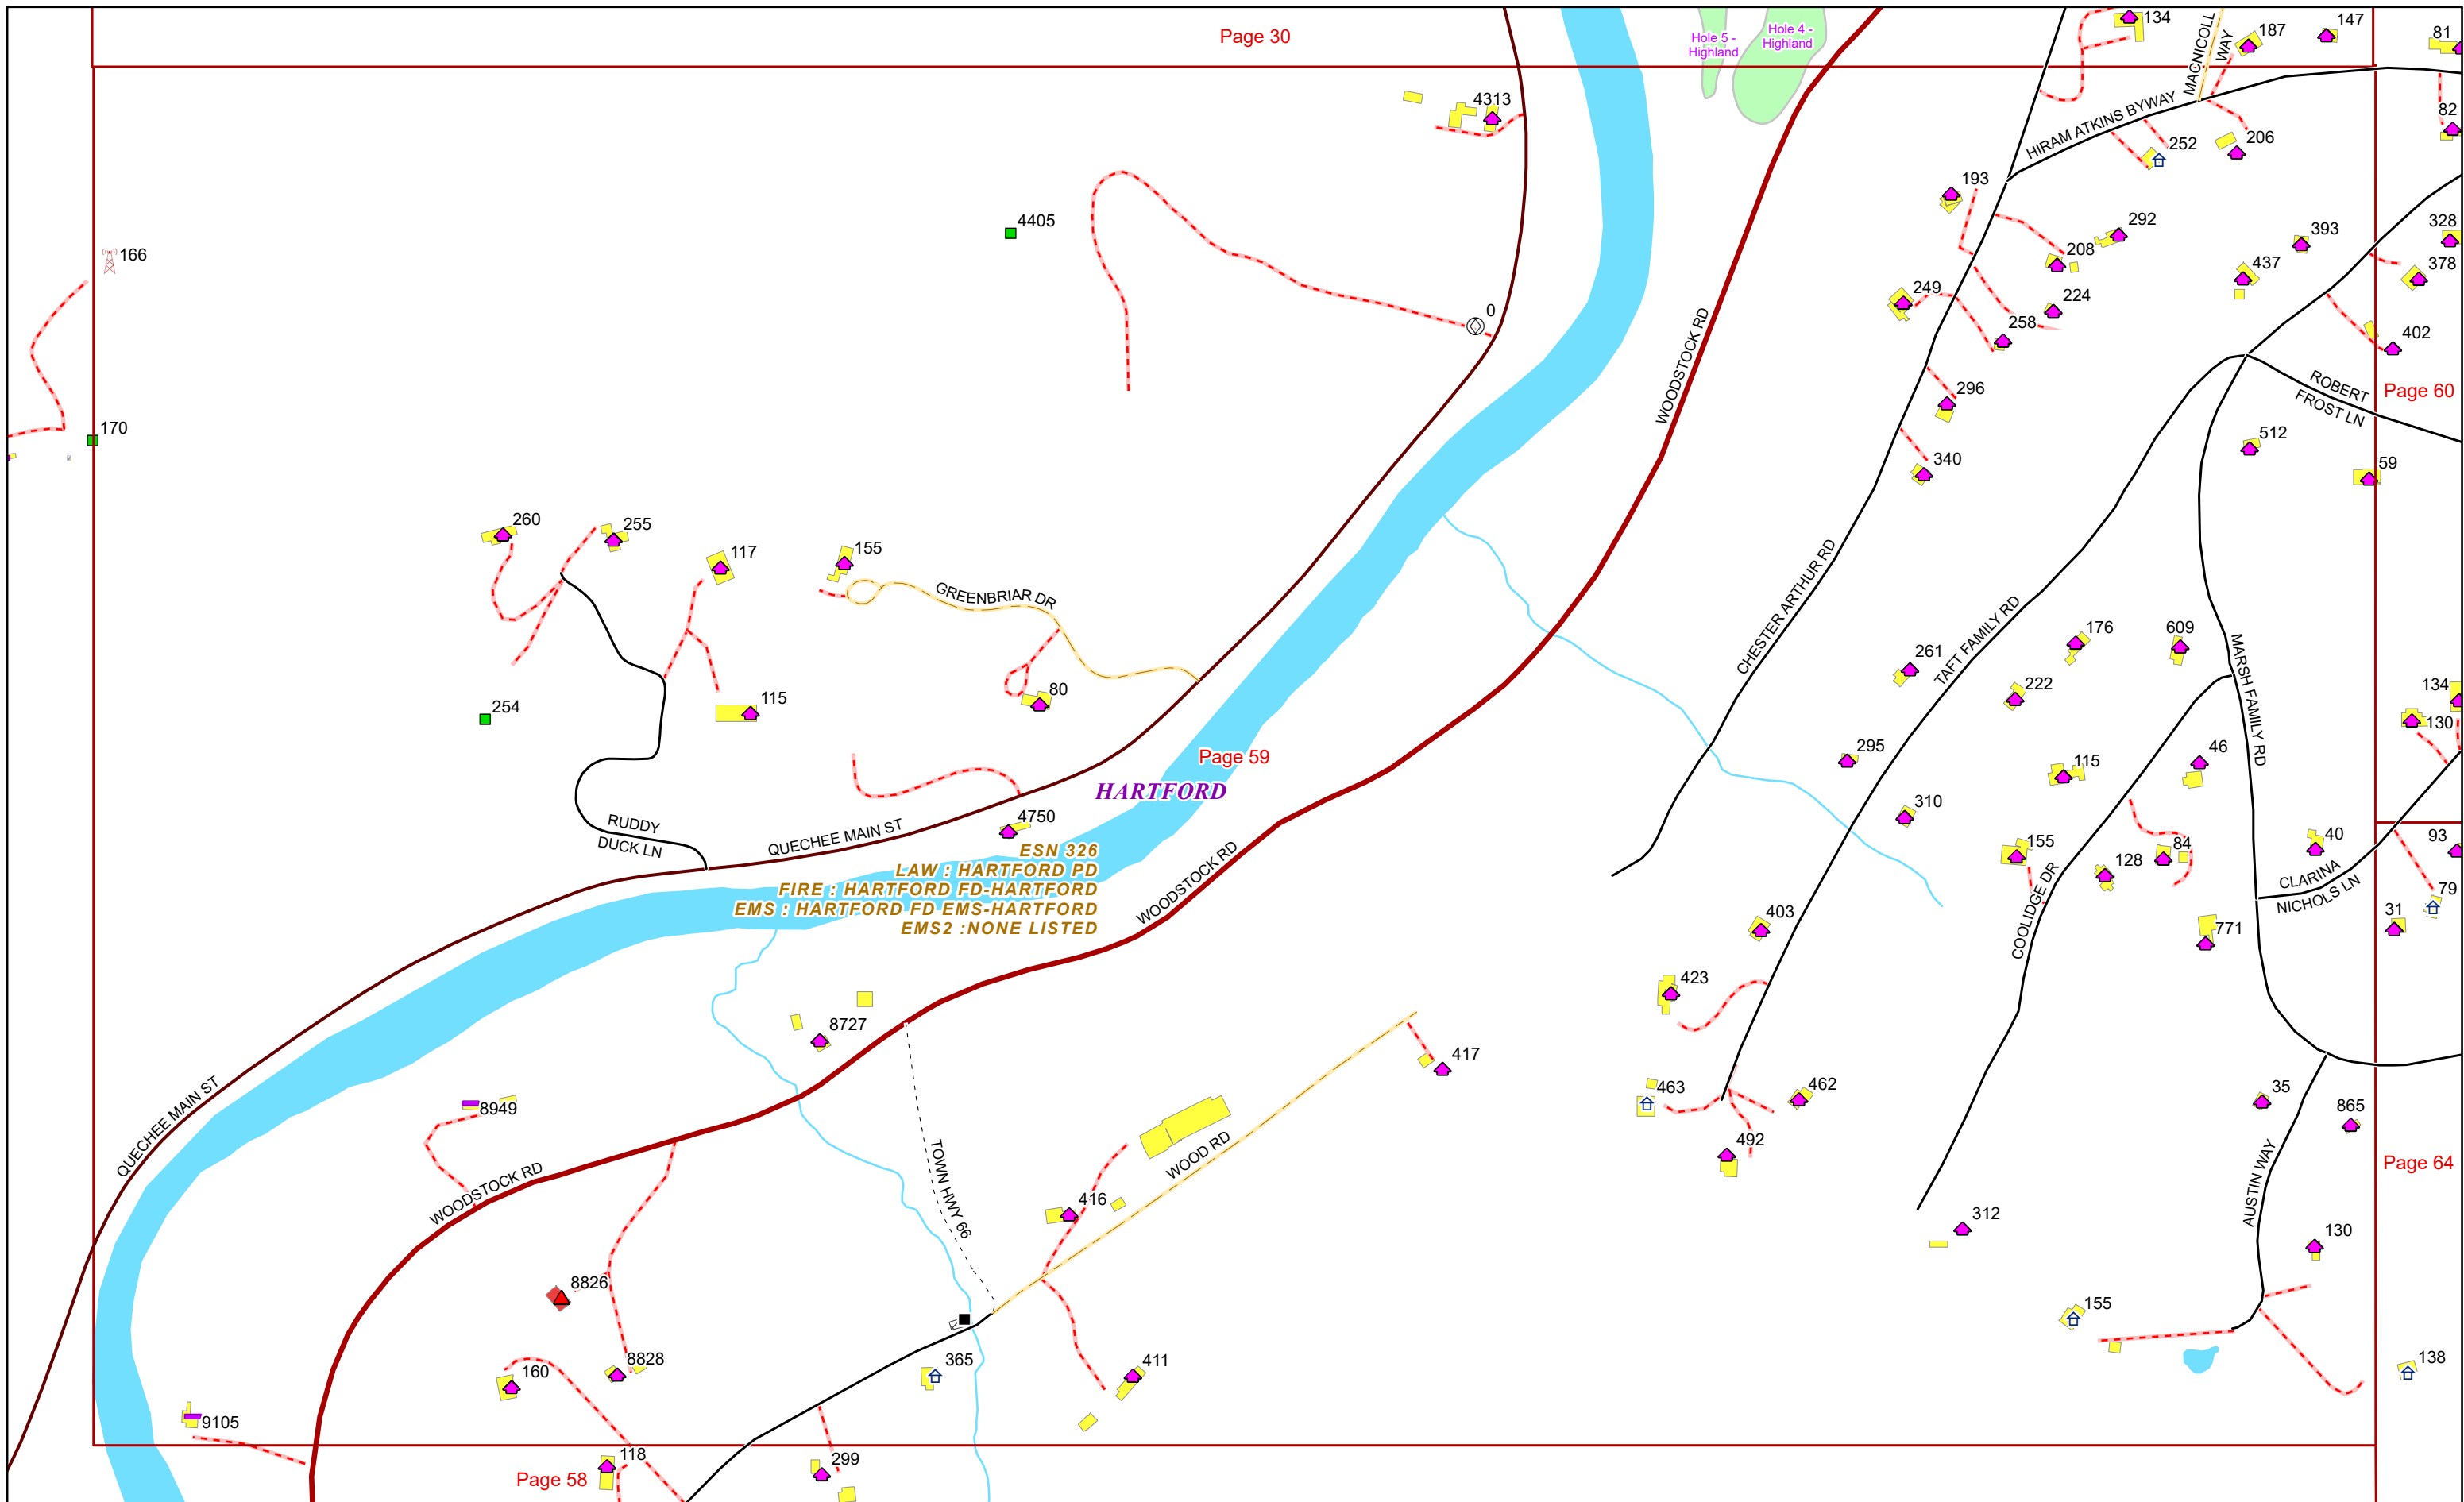 Page 30
Hole 5 -
Highland
Hole 4 -
Highland
134
MACNICOLL
WAY
187
147
81
4313
82
HIRAM ATKINS BYWAY
252
206
193
4405
166
292
208
393
328
437
378
249
224
0
258
402
WOODSTOCK RD
296
ROBERT
FROST LN
Page 60
170
512
340
59
260
255
117
155
GREENBRIAR DR
CHESTER ARTHUR RD
TAFT FAMILY RD
176
609
MARSH FAMILY RD
261
222
134
130
254
115
80
46
Page 59
295
115
HARTFORD
310
RUDDY
DUCK LN
QUECHEE MAIN ST
4750
155
84
40
93
ESN 326
LAW : HARTFORD PD
FIRE : HARTFORD FD-HARTFORD
EMS : HARTFORD FD EMS-HARTFORD
EMS2 :NONE LISTED
WOODSTOCK RD
128
CLARINA
NICHOLS LN
79
COOLIDGE DR
403
31
771
423
8727
417
463
462
35
865
QUECHEE MAIN ST
8949
492
TOWN HWY 66
WOOD RD
Page 64
WOODSTOCK RD
416
AUSTIN WAY
312
130
8826
155
8828
365
411
138
160
9105
118
299
Page 58